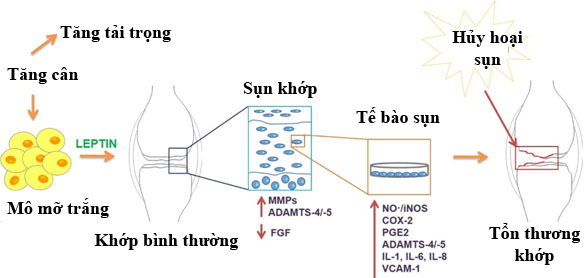 Tăng tải trọng
Tăng cân
LEPTIN
Mô mỡ trắng
Khớp bình thường
Sụn khớp
MMPs
ADAMTS-4/-5
FGF
Tế bào sụn
NO·/iNOS
COX-2
PGE2
ADAMTS-4/-5
IL-1, IL-6, IL-8
VCAM-1
Hủy hoại
sụn
Tổn thương
khớp